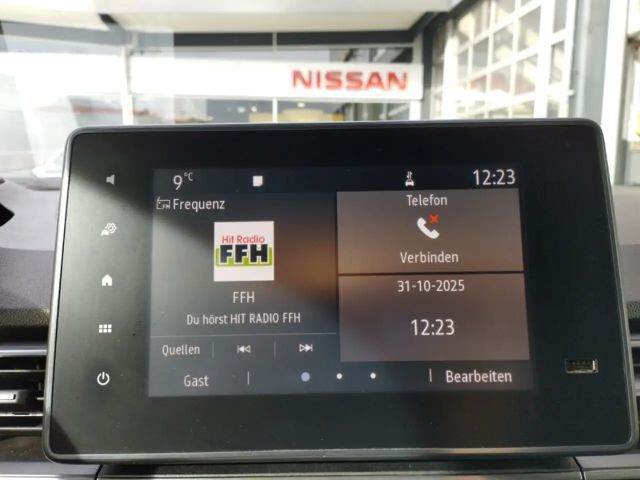 NISSAN
9°C
12:23
Frequenz
Hit Radio
FFH
FFH
Du hörst HIT RADIO FFH
Quellen
Telefon
Verbinden
31-10-2025
12:23
Gast
Bearbeiten